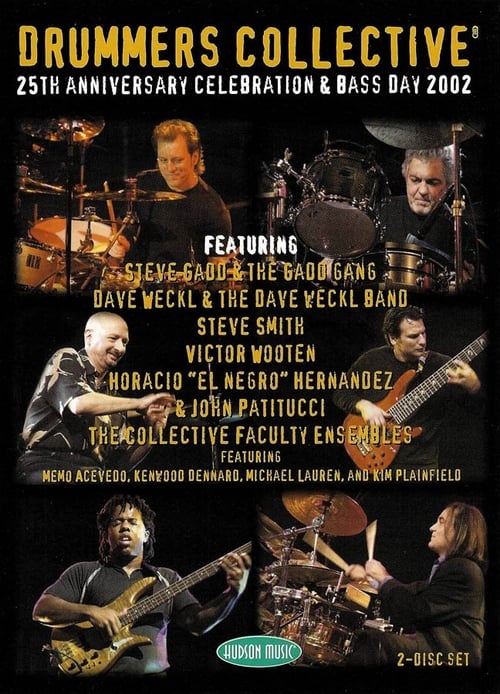 DRUMMERS COLLECTIVE®
25TH ANNIVERSARY CELEBRATION & BASS DAY 2002
FEATURING
STEVE GADD & THE GADD GANG
DAVE WECKL & THE DAVE WECKL BAND
STEVE SMITH
VICTOR WOOTEN
HORACIO "EL NEGRO" HERNANDEZ
& JOHN PATITUCCI
THE COLLECTIVE FACULTY ENSEMBLES
FEATURING
MEMO ACEVEDO, KENWOOD DENNARD, MICHAEL LAUREN, AND KIM PLAINFIELD
HUDSON MUSIC
2-DISC SET